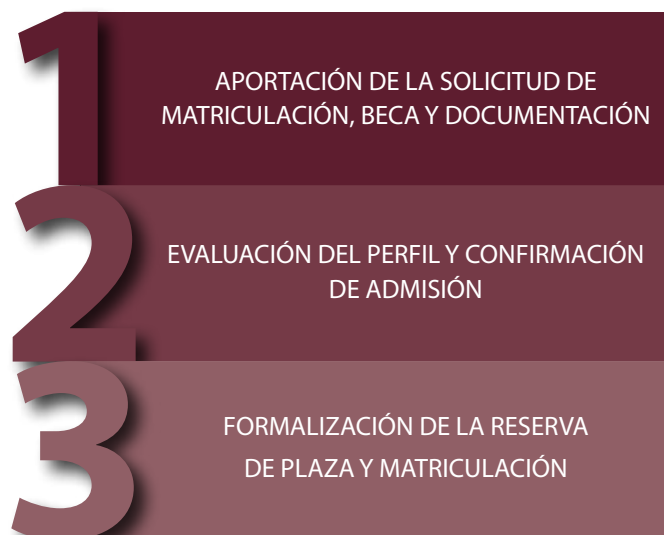 1
APORTACIÓN DE LA SOLICITUD DE
MATRICULACIÓN, BECA Y DOCUMENTACIÓN
2
EVALUACIÓN DEL PERFIL Y CONFIRMACIÓN
DE ADMISIÓN
3
FORMALIZACIÓN DE LA RESERVA
DE PLAZA Y MATRICULACIÓN